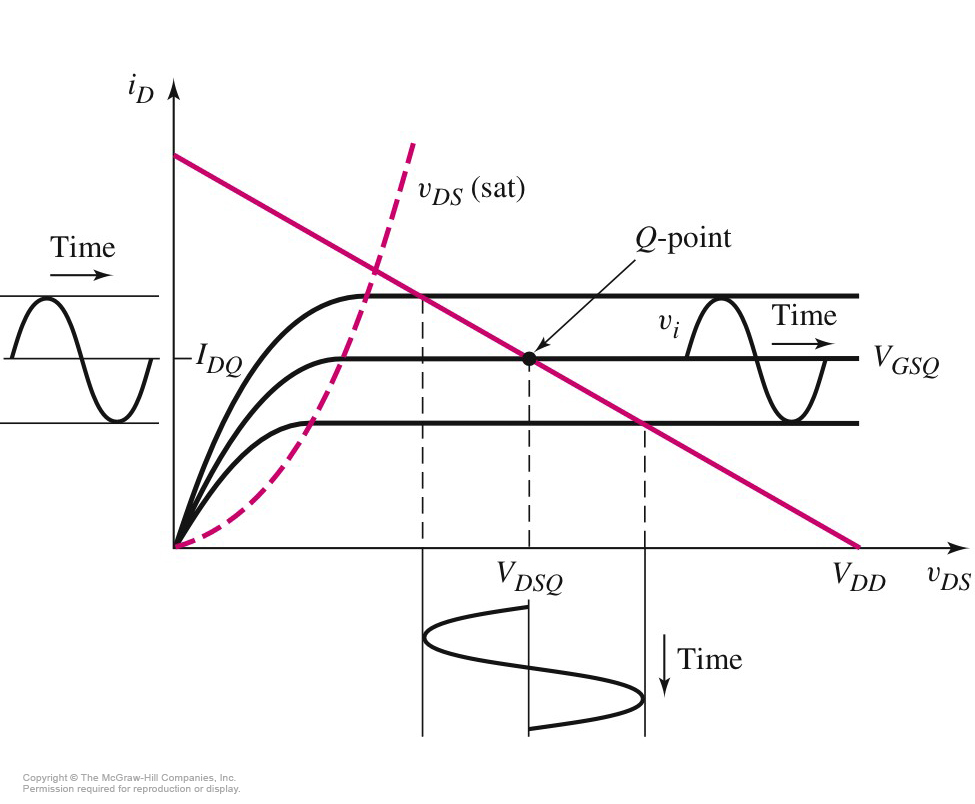 i_D
v_DS (sat)
Q-point
Time
v_i
Time
I_DQ
V_GSQ
V_DSQ
V_DD
v_DS
Time
Copyright © The McGraw-Hill Companies, Inc.
Permission required for reproduction or display.